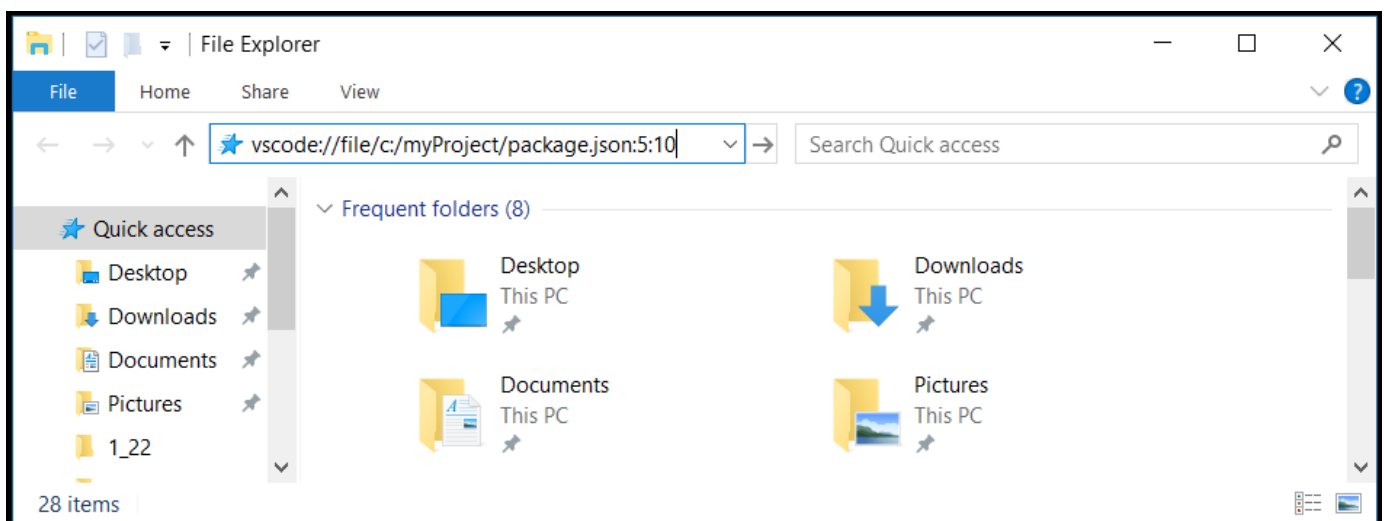 File Explorer
File Home Share View
?
vscode://file/c:/myProject/package.json:5:10 Search Quick access
Quick access
Desktop
Downloads
Documents
Pictures
1_22
Frequent folders (8)
Desktop
This PC
Downloads
This PC
Documents
This PC
Pictures
This PC
28 items